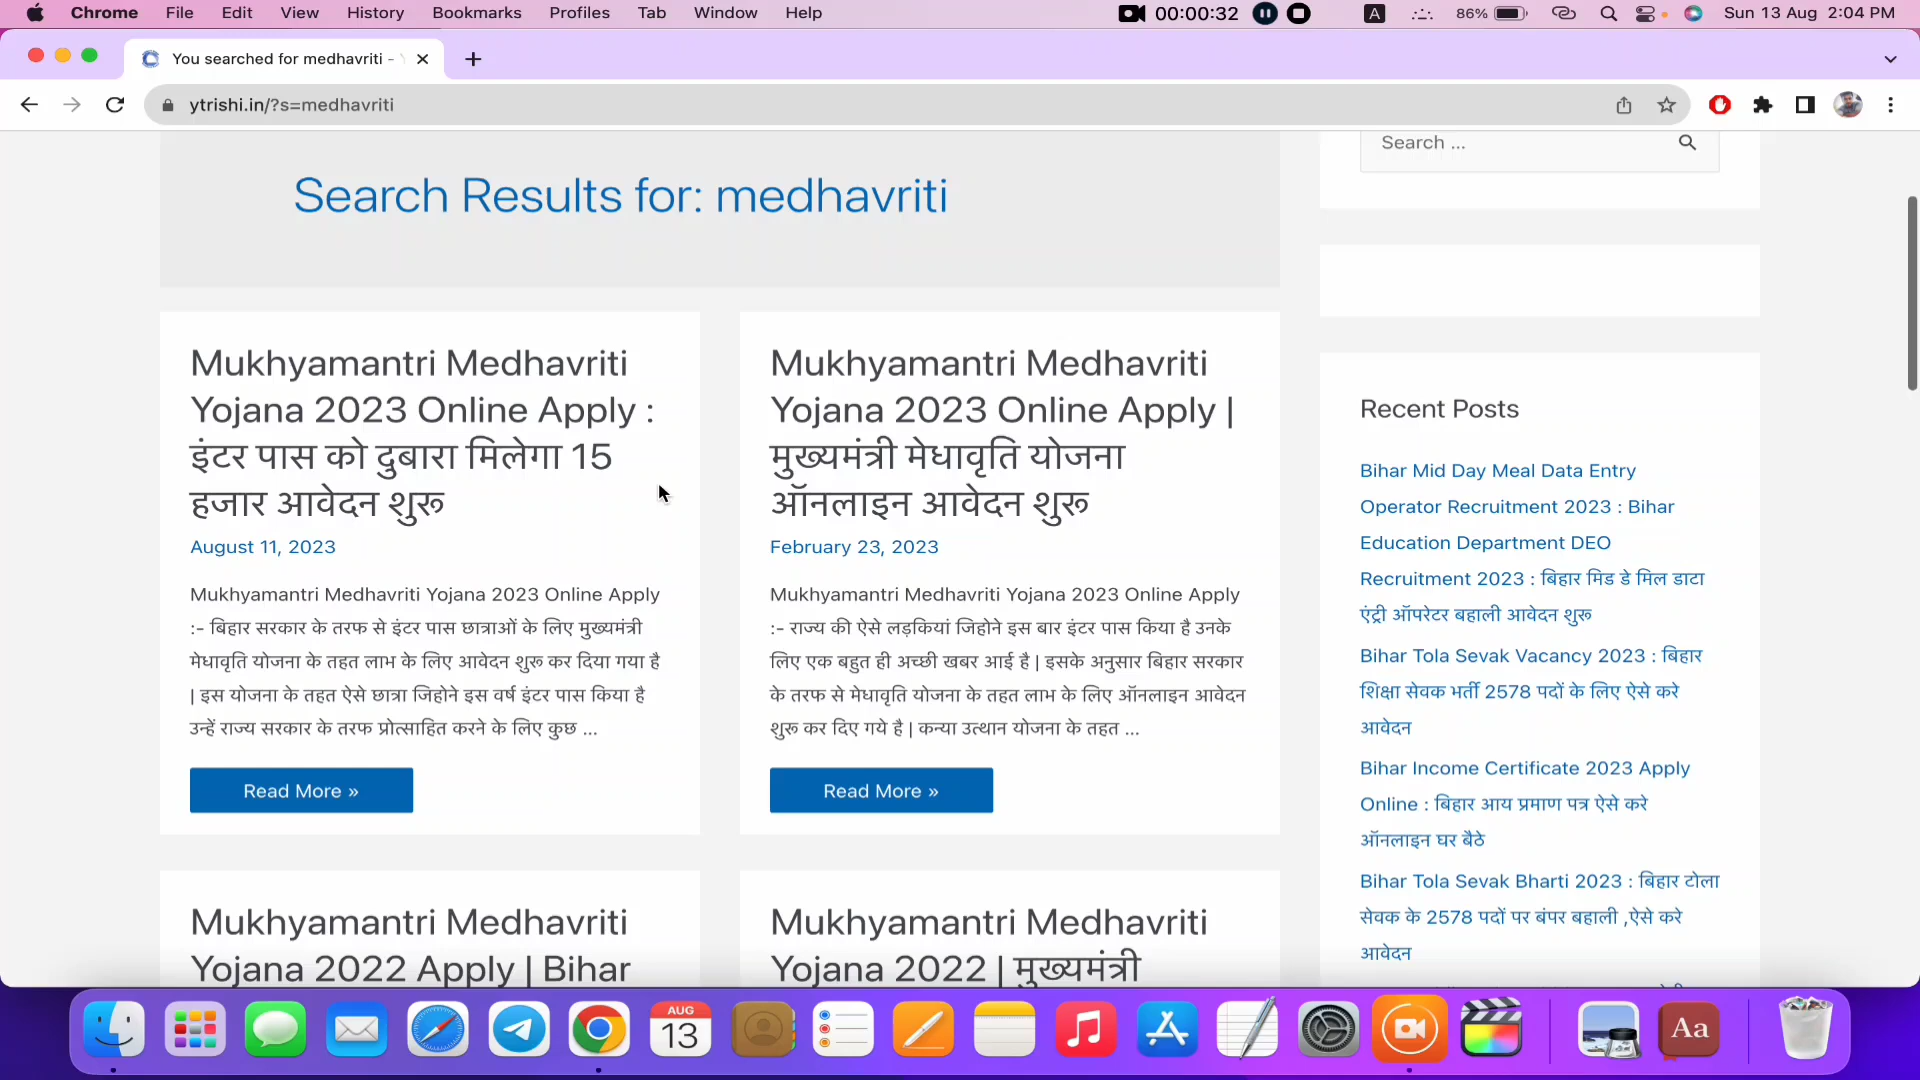 Chrome File Edit View History Bookmarks Profiles Tab Window Help 00:00:32 A 86% Sun 13 Aug 2:04 PM
You searched for medhavriti -
ytrishi.in/?s=medhavriti
Search ...
Search Results for: medhavriti
Mukhyamantri Medhavriti
Yojana 2023 Online Apply :
इंटर पास को दुबारा मिलेगा 15
हजार आवेदन शुरू
August 11, 2023
Mukhyamantri Medhavriti Yojana 2023 Online Apply
:- बिहार सरकार के तरफ से इंटर पास छात्राओं के लिए मुख्यमंत्री
मेधावृति योजना के तहत लाभ के लिए आवेदन शुरू कर दिया गया है
| इस योजना के तहत ऐसे छात्रा जिहोने इस वर्ष इंटर पास किया है
उन्हें राज्य सरकार के तरफ प्रोत्साहित करने के लिए कुछ ...
Read More »
Mukhyamantri Medhavriti
Yojana 2023 Online Apply |
मुख्यमंत्री मेधावृति योजना
ऑनलाइन आवेदन शुरू
February 23, 2023
Mukhyamantri Medhavriti Yojana 2023 Online Apply
:- राज्य की ऐसे लड़कियां जिहोने इस बार इंटर पास किया है उनके
लिए एक बहुत ही अच्छी खबर आई है | इसके अनुसार बिहार सरकार
के तरफ से मेधावृति योजना के तहत लाभ के लिए ऑनलाइन आवेदन
शुरू कर दिए गये है | कन्या उत्थान योजना के तहत ...
Read More »
Mukhyamantri Medhavriti
Yojana 2022 Apply | Bihar
Mukhyamantri Medhavriti
Yojana 2022 | मुख्यमंत्री
Recent Posts
Bihar Mid Day Meal Data Entry
Operator Recruitment 2023 : Bihar
Education Department DEO
Recruitment 2023 : बिहार मिड डे मिल डाटा
एंट्री ऑपरेटर बहाली आवेदन शुरू
Bihar Tola Sevak Vacancy 2023 : बिहार
शिक्षा सेवक भर्ती 2578 पदों के लिए ऐसे करे
आवेदन
Bihar Income Certificate 2023 Apply
Online : बिहार आय प्रमाण पत्र ऐसे करे
ऑनलाइन घर बैठे
Bihar Tola Sevak Bharti 2023 : बिहार टोला
सेवक के 2578 पदों पर बंपर बहाली ,ऐसे करे
आवेदन
AUG
13
Aa